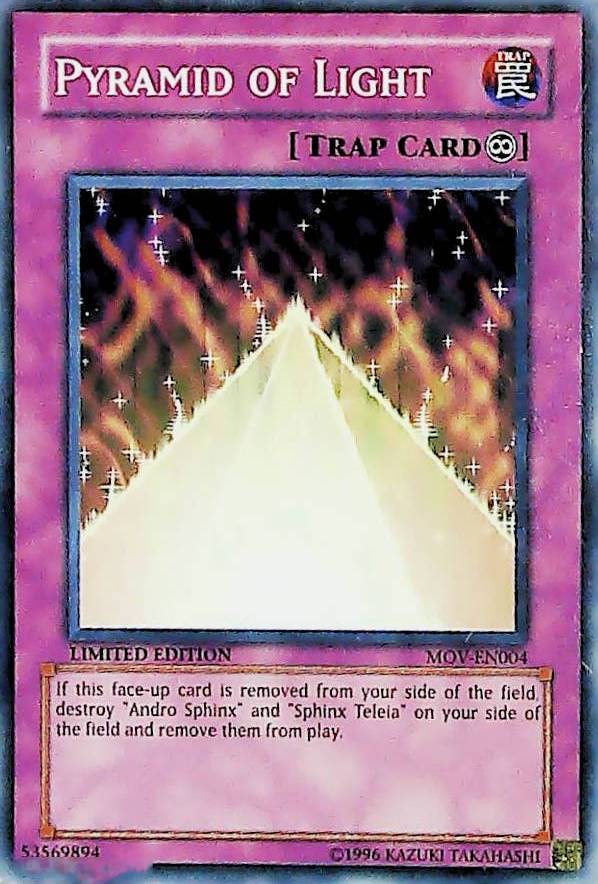 PYRAMID OF LIGHT
TRAP
罠
[TRAP CARD∞]
LIMITED EDITION
MOV-EN004
If this face-up card is removed from your side of the field,
destroy "Andro Sphinx" and "Sphinx Teleia" on your side of
the field and remove them from play.
53569894
©1996 KAZUKI TAKAHASHI